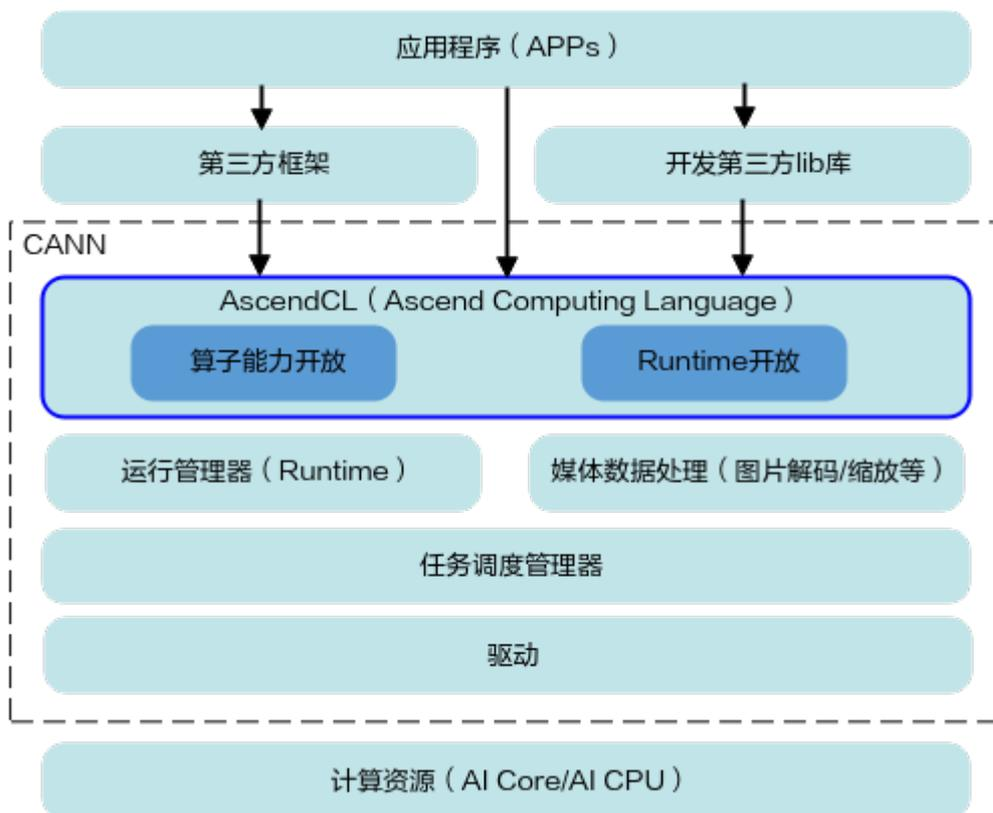 应用程序（APPs）
第三方框架
开发第三方lib库
CANN
AscendCL（Ascend Computing Language）
算子能力开放
Runtime开放
运行管理器（Runtime）
媒体数据处理（图片解码/缩放等）
任务调度管理器
驱动
计算资源（AI Core/AI CPU）